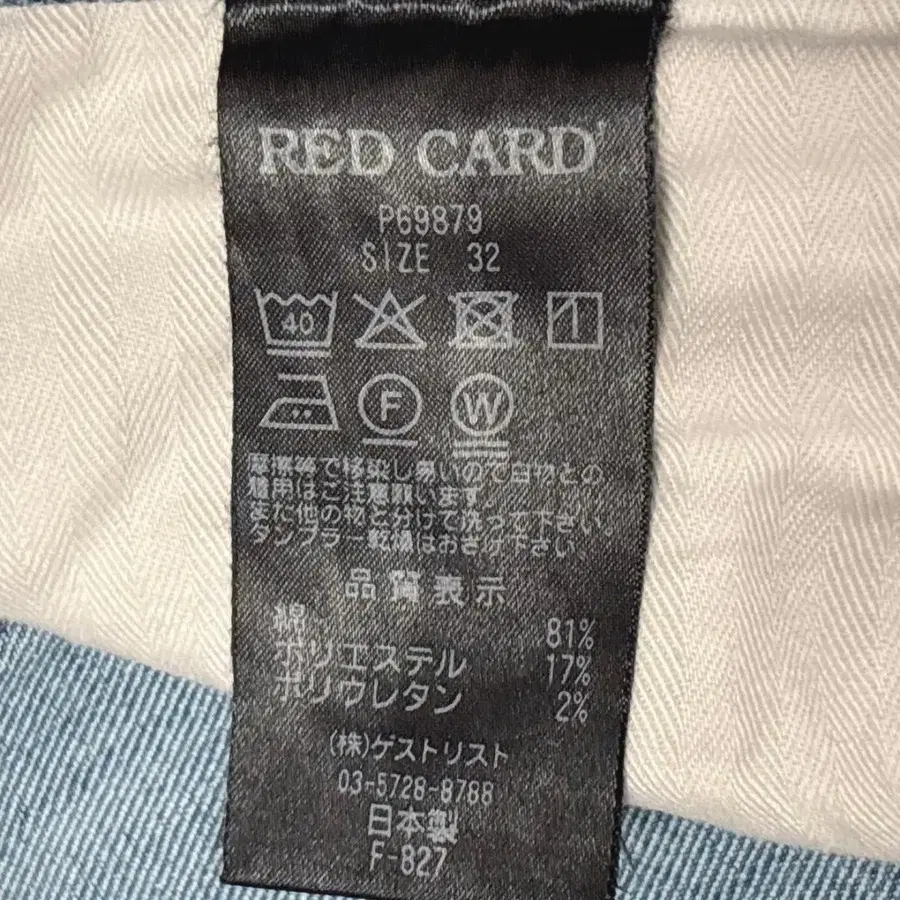 RED CARD
P69879
SIZE 32
40
F
W
摩擦等で移染し易いので白物との
着用はご注意願います。
また他の物と分けて洗って下さい。
タンブラー乾燥はおさけ下さい。
品質表示
綿 81%
ポリエステル 17%
ポリウレタン 2%
(株)ゲストリスト
03-5728-8788
日本製
F-827